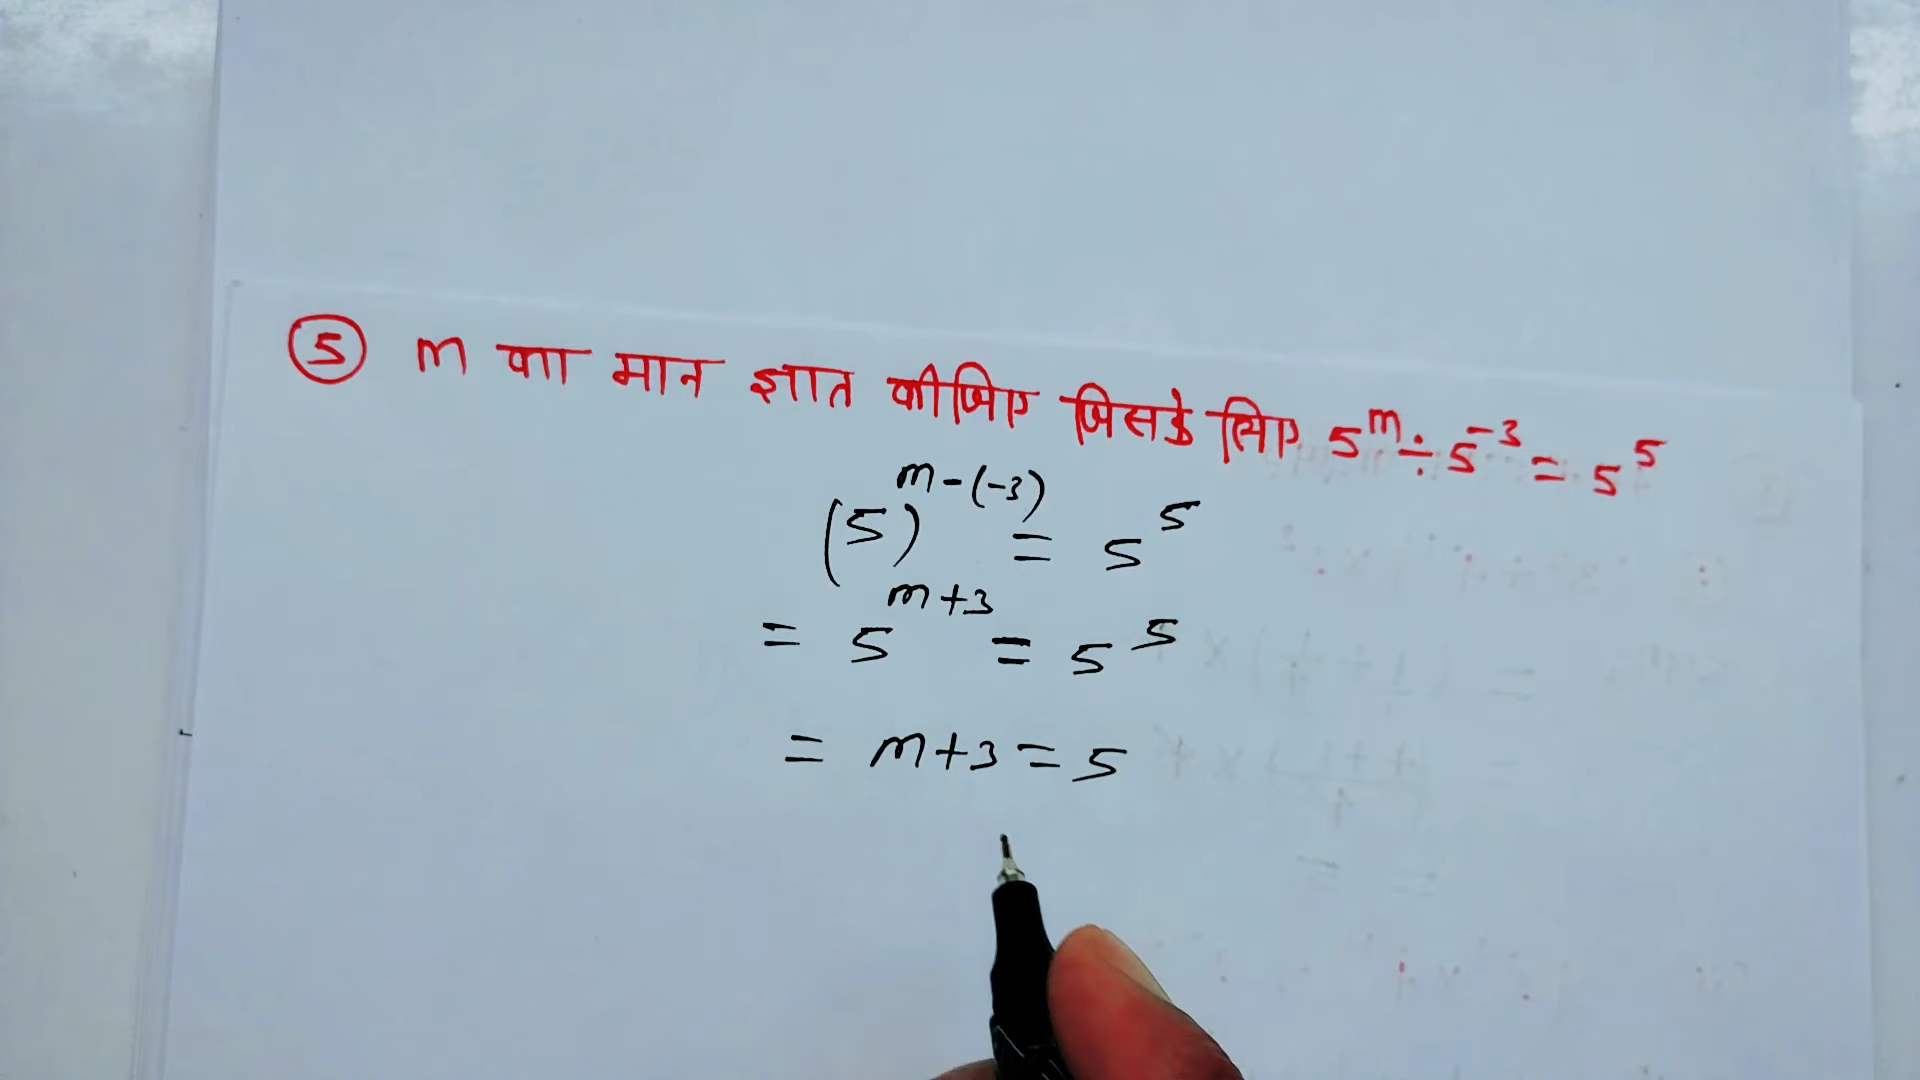 ⑤ m का मान ज्ञात कीजिए जिसके लिए 5^m ÷ 5^-3 = 5^5
(5)^m-(-3) = 5^5
= 5^m+3 = 5^5
= m+3=5